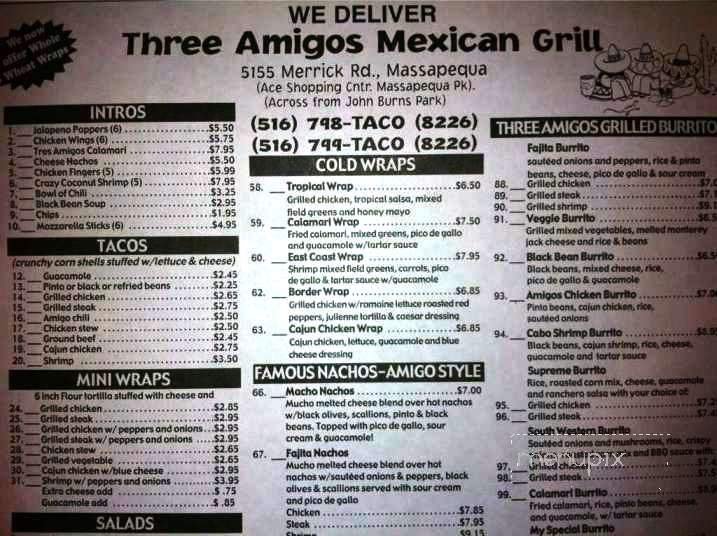 We now
offer Whole
Wheat Wraps
WE DELIVER
Three Amigos Mexican Grill
5155 Merrick Rd., Massapequa
(Ace Shopping Cntr. Massapequa Pk).
(Across from John Burns Park)
(516) 798-TACO (8226)
(516) 799-TACO (8226)
INTROS
1. Jalapeno Poppers (6) $5.50
2. Chicken Wings (6) $5.75
3. Tres Amigos Calamari $7.95
4. Cheese Nachos $5.50
5. Chicken Fingers (5) $5.99
6. Crazy Coconut Shrimp (5) $7.95
7. Bowl of Chili $3.25
8. Black Bean Soup $2.95
9. Chips $1.95
10. Mozzarella Sticks (6) $4.95
TACOS
(crunchy corn shells stuffed w/lettuce & cheese)
12. Guacamole $2.45
13. Pinto or black or refried beans $2.25
14. Grilled chicken $2.65
15. Grilled steak $2.75
16. Amigo chili $2.50
17. Chicken stew $2.50
18. Ground beef $2.45
19. Cajun chicken $2.75
20. Shrimp $3.50
MINI WRAPS
6 inch Flour tortilla stuffed with cheese and
24. Grilled chicken $2.85
25. Grilled steak $2.95
26. Grilled chicken w/ peppers and onions $2.95
27. Grilled steak w/ peppers and onions $2.95
28. Chicken stew $2.65
29. Grilled vegetable $2.65
30. Cajun chicken w/blue cheese $2.95
31. Shrimp w/ peppers and onions $3.95
Extra cheese add $ .75
Guacamole add $ .85
SALADS
COLD WRAPS
58. Tropical Wrap $6.50
Grilled chicken, tropical salsa, mixed
field greens and honey mayo
59. Calamari Wrap $7.50
Fried calamari, mixed greens, pico de gallo
and guacamole w/tartar sauce
60. East Coast Wrap $7.95
Shrimp mixed field greens, carrots, pico
de gallo & tartar sauce w/guacamole
62. Border Wrap $6.85
Grilled chicken w/romaine lettuce roasted red
peppers, julienne tortilla & caesar dressing
63. Cajun Chicken Wrap $6.85
Cajun chicken, lettuce, guacamole and blue
cheese dressing
FAMOUS NACHOS-AMIGO STYLE
66. Macho Nachos $7.00
Mucho melted cheese blend over hot nachos
w/black olives, scallions, pinto & black
beans. Topped with pico de gallo, sour
cream & guacamole!
67. Fajita Nachos
Mucho melted cheese blend over hot
nachos w/sautéed onions & peppers, black
olives & scallions served with sour cream
and pico de gallo
Chicken $7.85
Steak $7.95
Shrimp $9.15
THREE AMIGOS GRILLED BURRITO
Fajita Burrito
sautéed onions and peppers, rice & pinto
beans, cheese, pico de gallo & sour cream
88. Grilled chicken
89. Grilled steak
90. Grilled shrimp
91. Veggie Burrito
Grilled mixed vegetables, melted monterey
jack cheese and rice & beans
92. Black Bean Burrito
Black beans, mixed cheese, rice,
pico de gallo & guacamole
93. Amigos Chicken Burrito
Pinto beans, cajun chicken, rice,
sautéed onions
94. Cabo Shrimp Burrito
Black beans, cajun shrimp, rice, cheese,
guacamole and tartar sauce
Supreme Burrito
Rice, roasted corn mix, cheese, guacamole
and ranchero salsa with your choice of:
95. Grilled chicken
96. Grilled steak
South Western Burrito
Sautéed onions and mushrooms, rice, crispy
mix and BBQ sauce with
97. Grilled chicken
98. Grilled steak
menupix
99. Calamari Burrito
Fried calamari, rice, pinto beans, cheese,
and guacamole, w/ tartar sauce
My Special Burrito